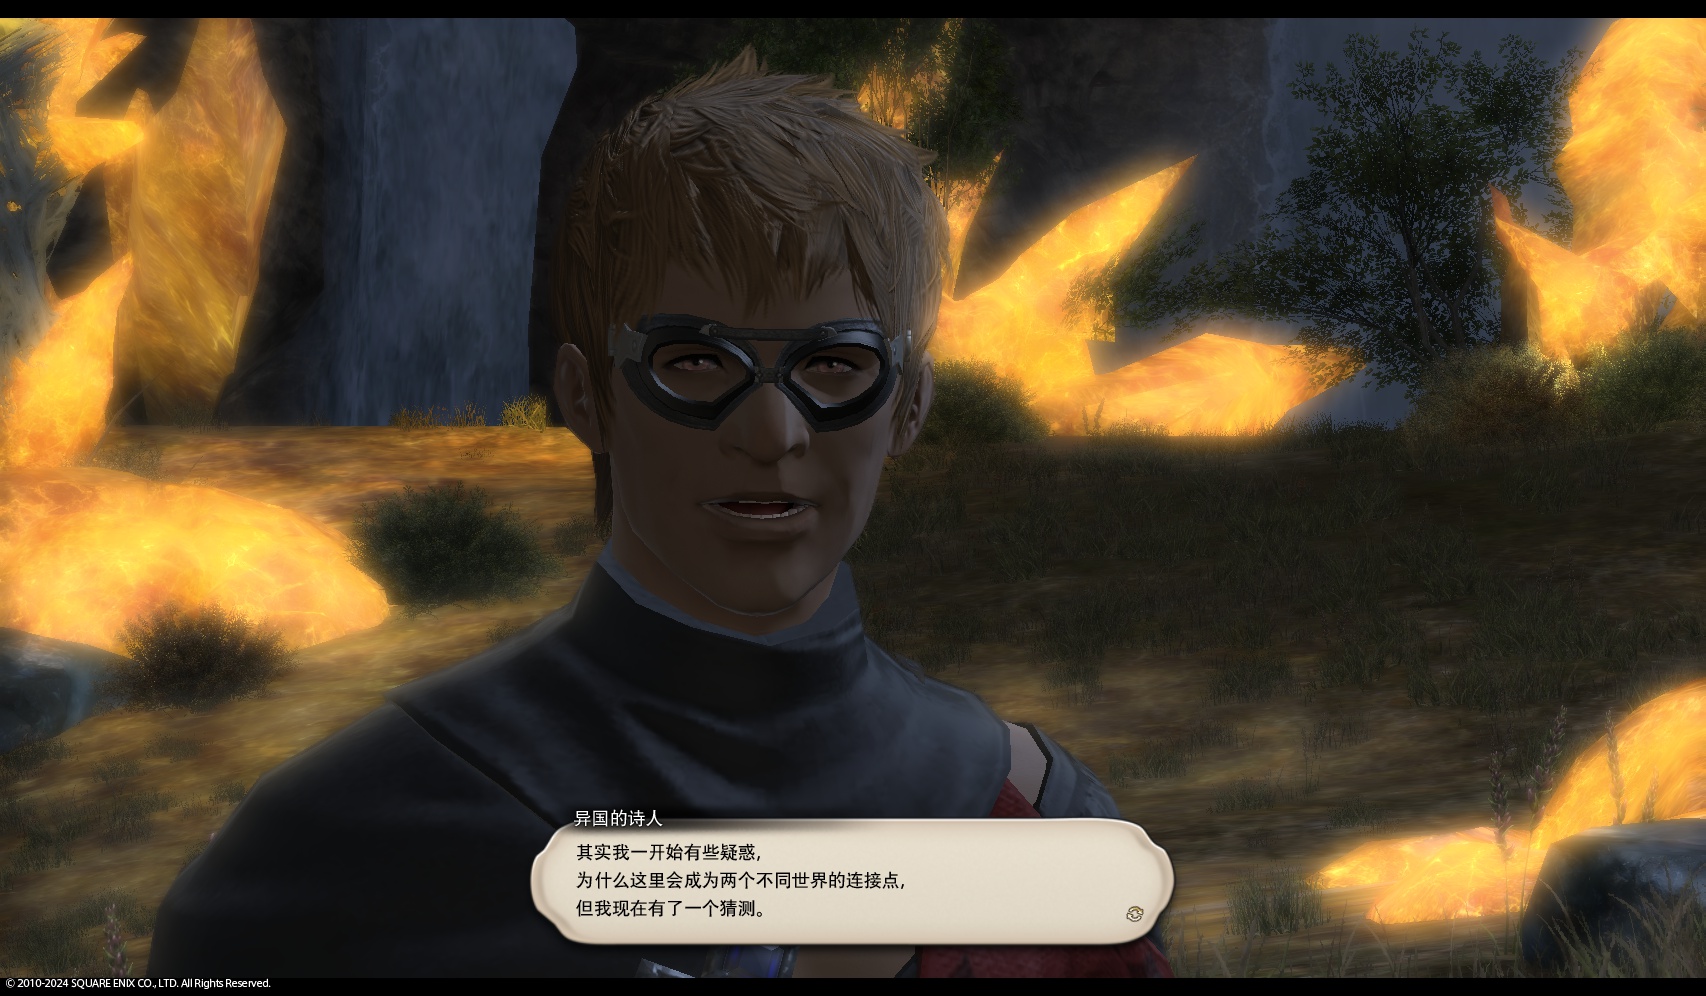 异国的诗人
其实我一开始有些疑惑，
为什么这里会成为两个不同世界的连接点，
但我现在有了一个猜测。
© 2010-2024 SQUARE ENIX CO., LTD. All Rights Reserved.